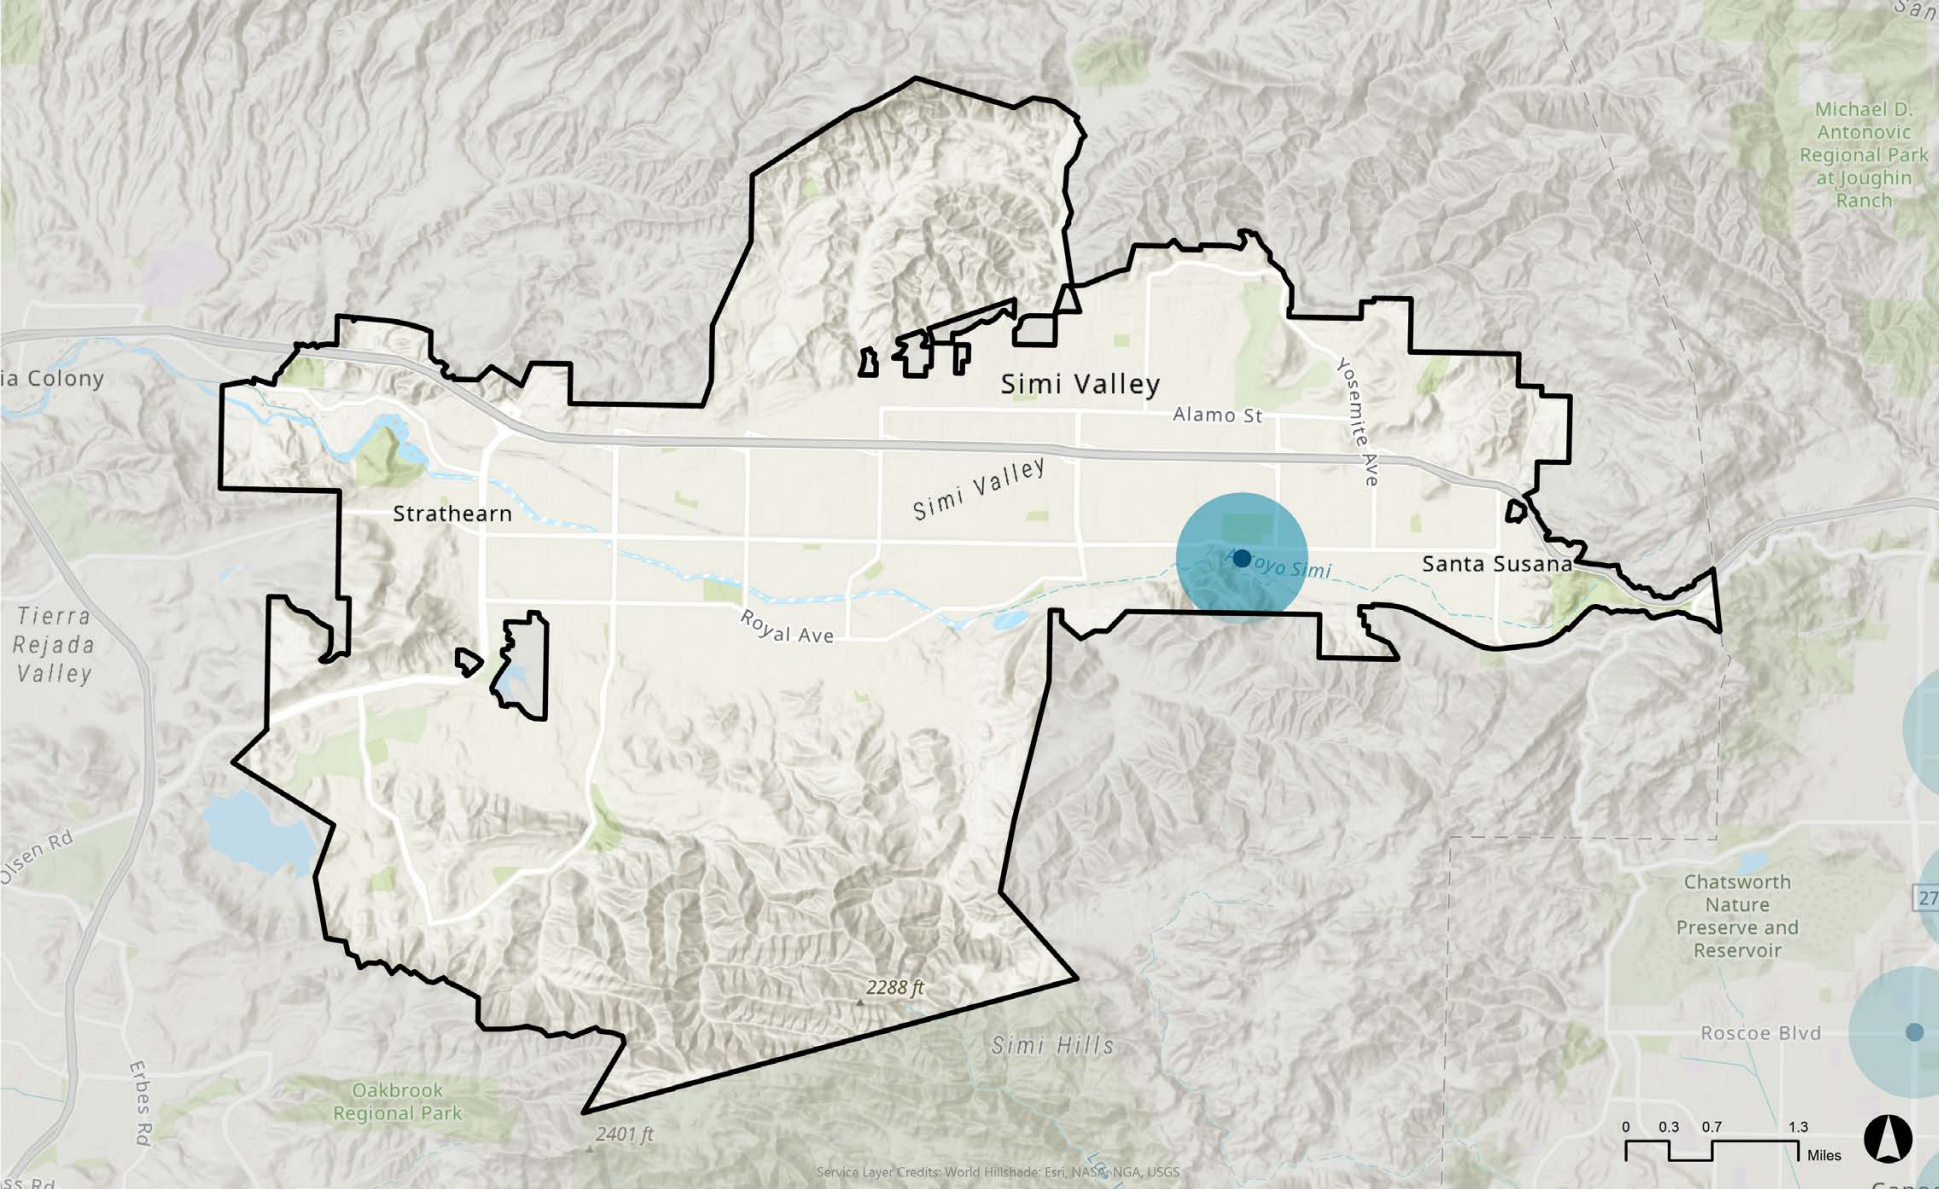 San
Michael D.
Antonovic
Regional Park
at Joughin
Ranch
ia Colony
Simi Valley
Alamo St
Yosemite Ave
Simi Valley
Strathearn
Arroyo Simi
Santa Susana
Tierra
Rejada
Valley
Royal Ave
Olsen Rd
Chatsworth
Nature
Preserve and
Reservoir
27
2288 ft
Simi Hills
Roscoe Blvd
Erbes Rd
Oakbrook
Regional Park
2401 ft
0 0.3 0.7 1.3
Miles
Service Layer Credits: World Hillshade: Esri, NASA, NGA, USGS
ss Rd